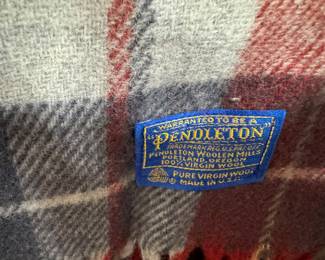 WARRANTED TO BE A
"PENDLETON"
TRADEMARK REG. U.S. PAT. OFF.
PENDLETON WOOLEN MILLS
PORTLAND, OREGON
100% VIRGIN WOOL
PURE VIRGIN WOOL
MADE IN U.S.A.